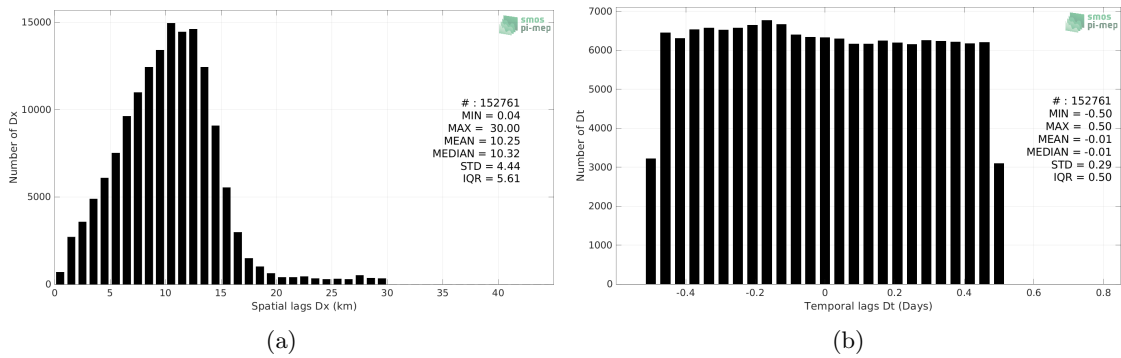 15000
10000
5000
0
Number of Dx
0 5 10 15 20 25 30 35 40
Spatial lags Dx (km)
smos
pi-mep
# : 152761
MIN = 0.04
MAX = 30.00
MEAN = 10.25
MEDIAN = 10.32
STD = 4.44
IQR = 5.61
(a)
7000
6000
5000
4000
3000
2000
1000
0
Number of Dt
-0.4 -0.2 0 0.2 0.4 0.6 0.8
Temporal lags Dt (Days)
smos
pi-mep
# : 152761
MIN = -0.50
MAX = 0.50
MEAN = -0.01
MEDIAN = -0.01
STD = 0.29
IQR = 0.50
(b)